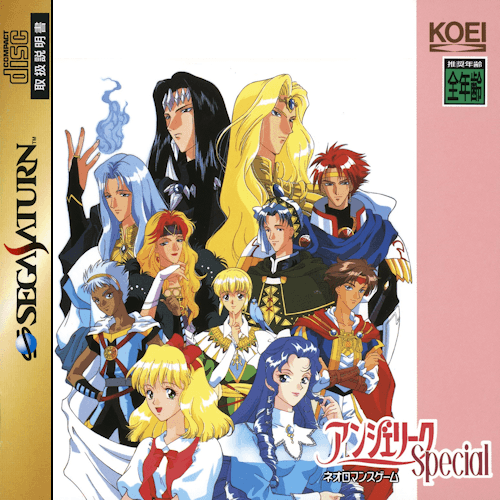 COMPACT
disc
取扱説明書
SEGA SATURN™
KOEI
推奨年齢
全年齢
アンジェリーク
Special
ネオロマンスゲーム